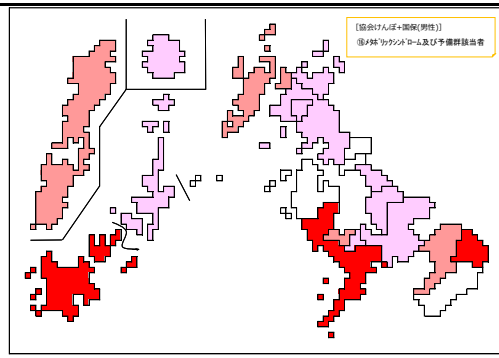 [協会けんぽ+国保(男性)]
⑯メタボリックシンドローム及び予備群該当者